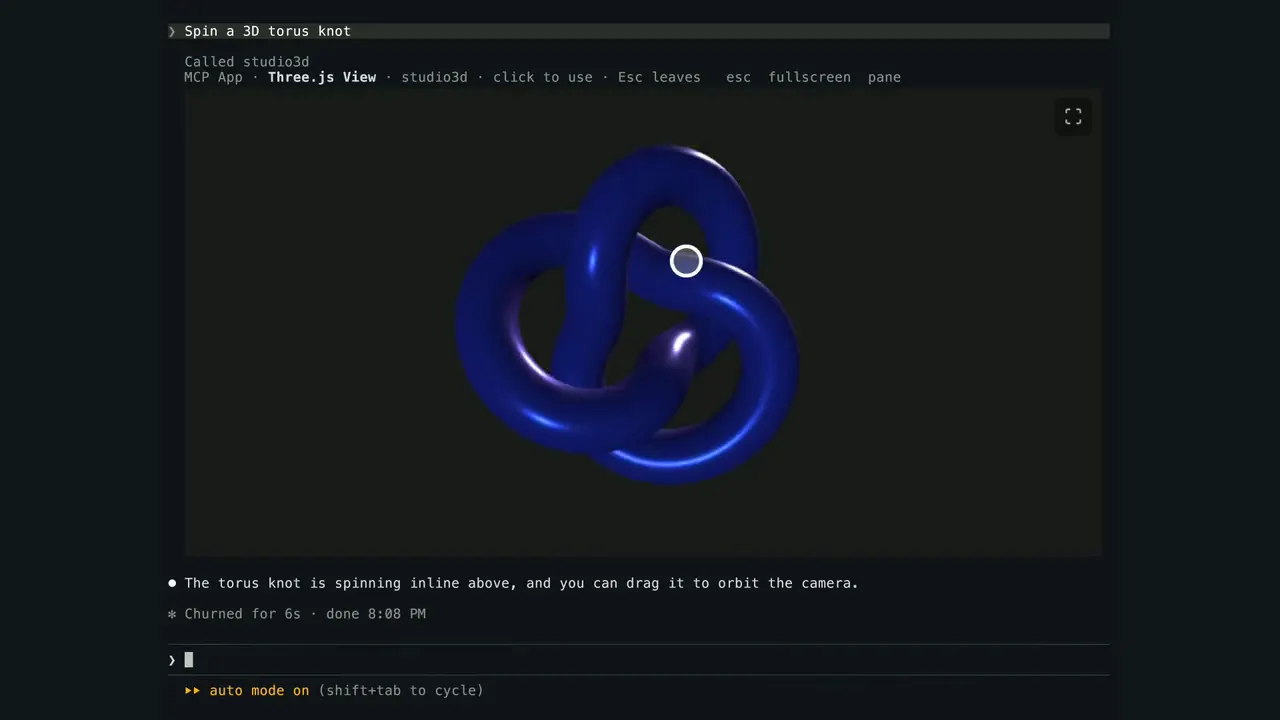 ❯ Spin a 3D torus knot
Called studio3d
MCP App · Three.js View · studio3d · click to use · Esc leaves esc fullscreen pane
● The torus knot is spinning inline above, and you can drag it to orbit the camera.
✻ Churned for 6s · done 8:08 PM
❯
⏵⏵ auto mode on (shift+tab to cycle)